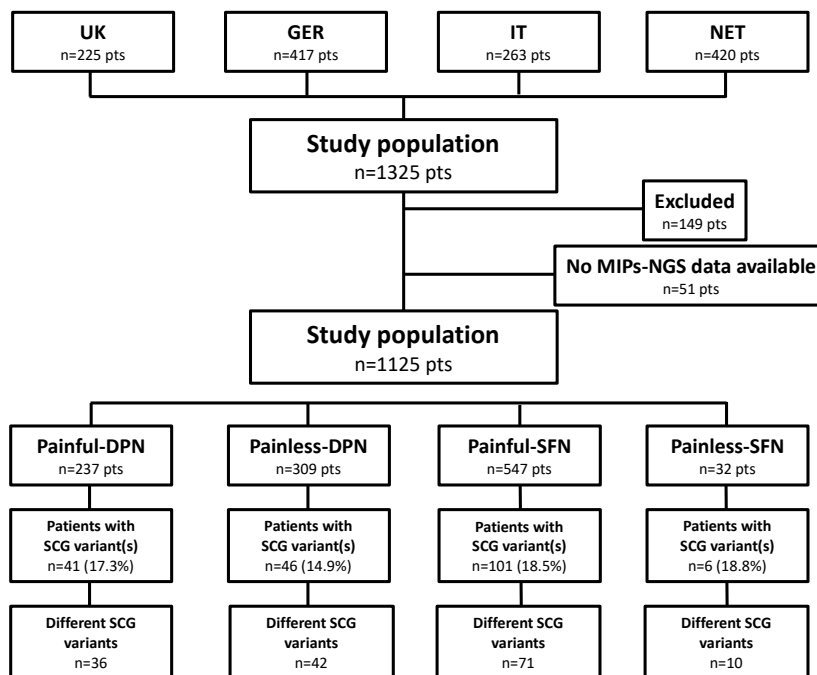 UK
n=225 pts
GER
n=417 pts
IT
n=263 pts
NET
n=420 pts
Study population
n=1325 pts
Excluded
n=149 pts
No MIPs-NGS data available
n=51 pts
Study population
n=1125 pts
Painful-DPN
n=237 pts
Painless-DPN
n=309 pts
Painful-SFN
n=547 pts
Painless-SFN
n=32 pts
Patients with
SCG variant(s)
n=41 (17.3%)
Patients with
SCG variant(s)
n=46 (14.9%)
Patients with
SCG variant(s)
n=101 (18.5%)
Patients with
SCG variant(s)
n=6 (18.8%)
Different SCG
variants
n=36
Different SCG
variants
n=42
Different SCG
variants
n=71
Different SCG
variants
n=10